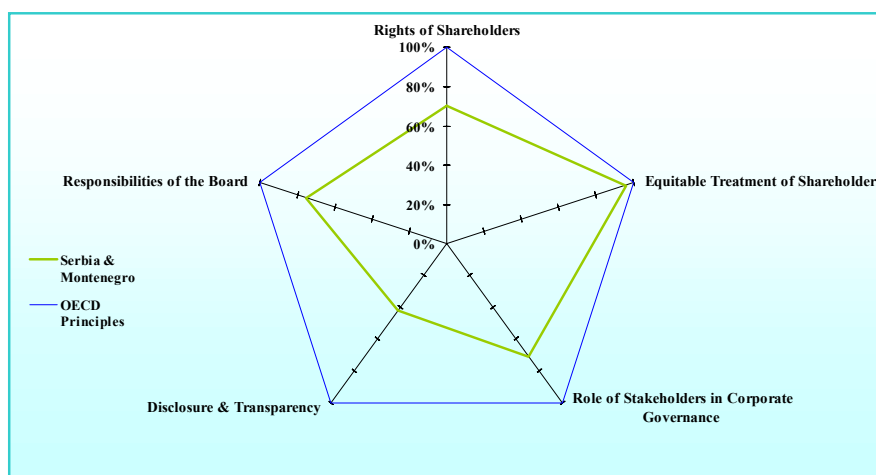 Rights of Shareholders
100%
80%
60%
40%
20%
0%
Responsibilities of the Board
Equitable Treatment of Shareholder
Serbia &
Montenegro
OECD
Principles
Disclosure & Transparency
Role of Stakeholders in Corporate
Governance